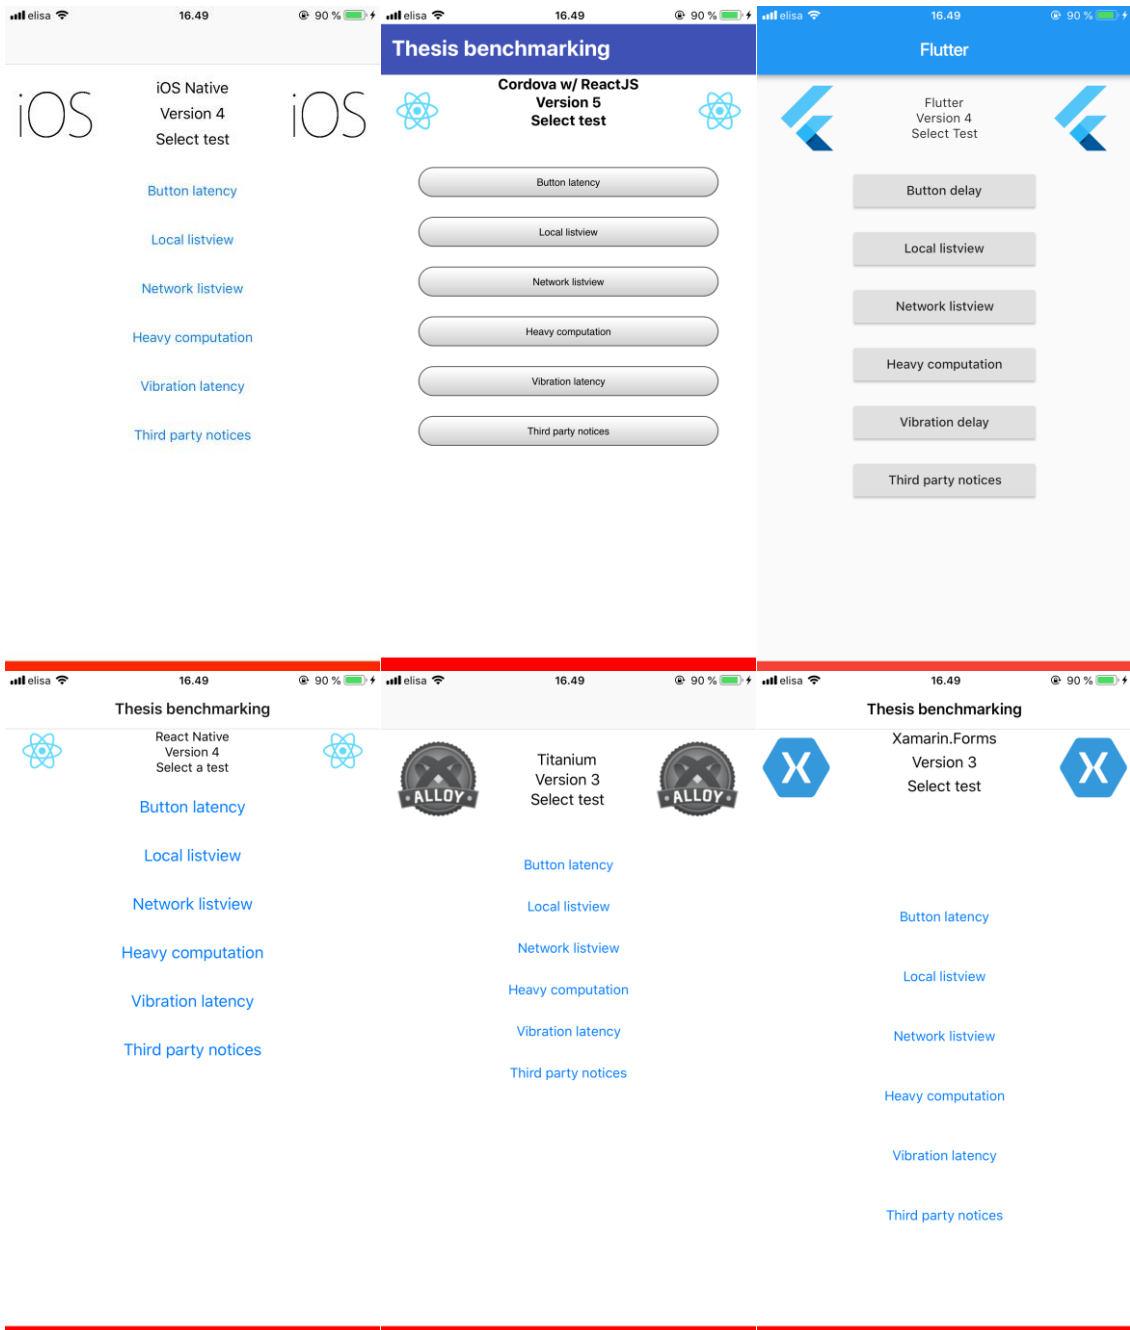 elisa 16.49 90 %
iOS iOS
iOS Native
Version 4
Select test
Button latency
Local listview
Network listview
Heavy computation
Vibration latency
Third party notices
elisa 16.49 90 %
Thesis benchmarking
Cordova w/ ReactJS
Version 5
Select test
Button latency
Local listview
Network listview
Heavy computation
Vibration latency
Third party notices
elisa 16.49 90 %
Flutter
Flutter
Version 4
Select Test
Button delay
Local listview
Network listview
Heavy computation
Vibration delay
Third party notices
elisa 16.49 90 %
Thesis benchmarking
React Native
Version 4
Select a test
Button latency
Local listview
Network listview
Heavy computation
Vibration latency
Third party notices
elisa 16.49 90 %
ALLOY ALLOY
Titanium
Version 3
Select test
Button latency
Local listview
Network listview
Heavy computation
Vibration latency
Third party notices
elisa 16.49 90 %
Thesis benchmarking
Xamarin.Forms
Version 3
Select test
Button latency
Local listview
Network listview
Heavy computation
Vibration latency
Third party notices